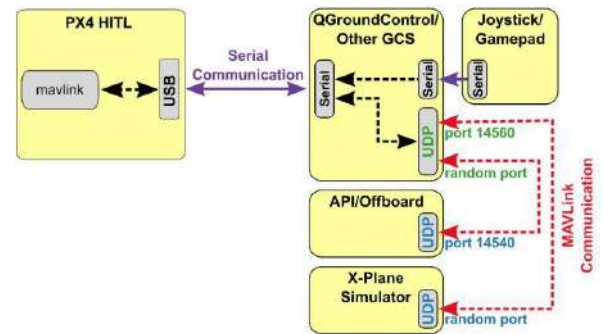 PX4 HITL
mavlink
USB
Serial
Communication
QGroundControl/
Other GCS
Serial
Serial
UDP
port 14560
random port
Joystick/
Gamepad
Serial
API/Offboard
UDP
port 14540
X-Plane
Simulator
UDP
random port
MAVLink
Communication